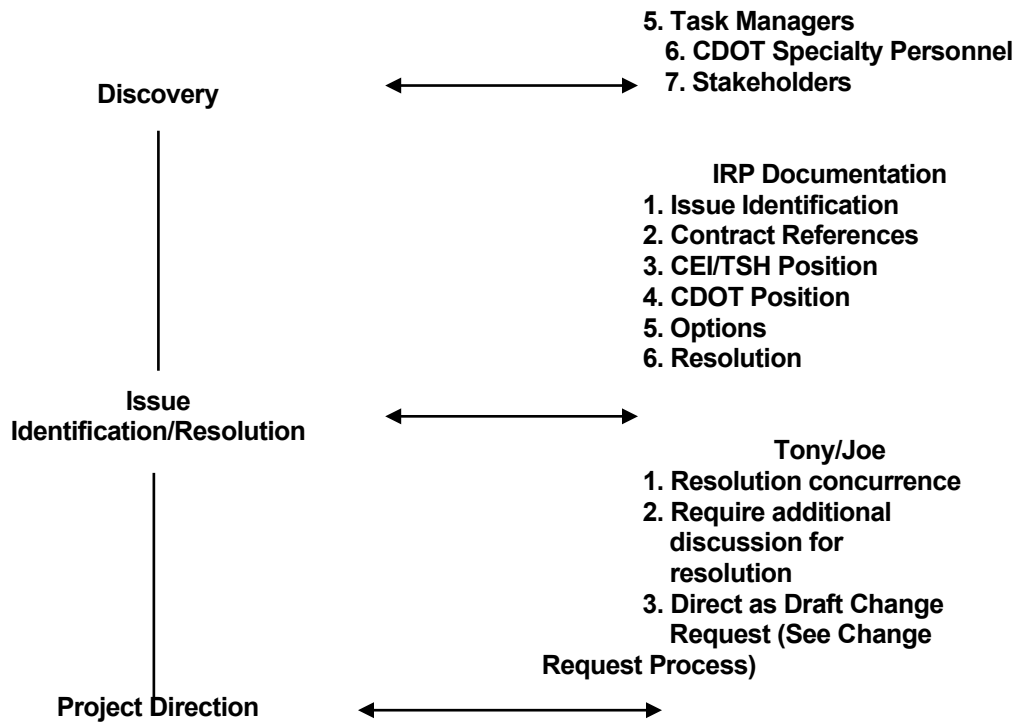 5. Task Managers
6. CDOT Specialty Personnel
7. Stakeholders
Discovery
IRP Documentation
1. Issue Identification
2. Contract References
3. CEI/TSH Position
4. CDOT Position
5. Options
6. Resolution
Issue
Identification/Resolution
Tony/Joe
1. Resolution concurrence
2. Require additional
discussion for
resolution
3. Direct as Draft Change
Request (See Change
Request Process)
Project Direction